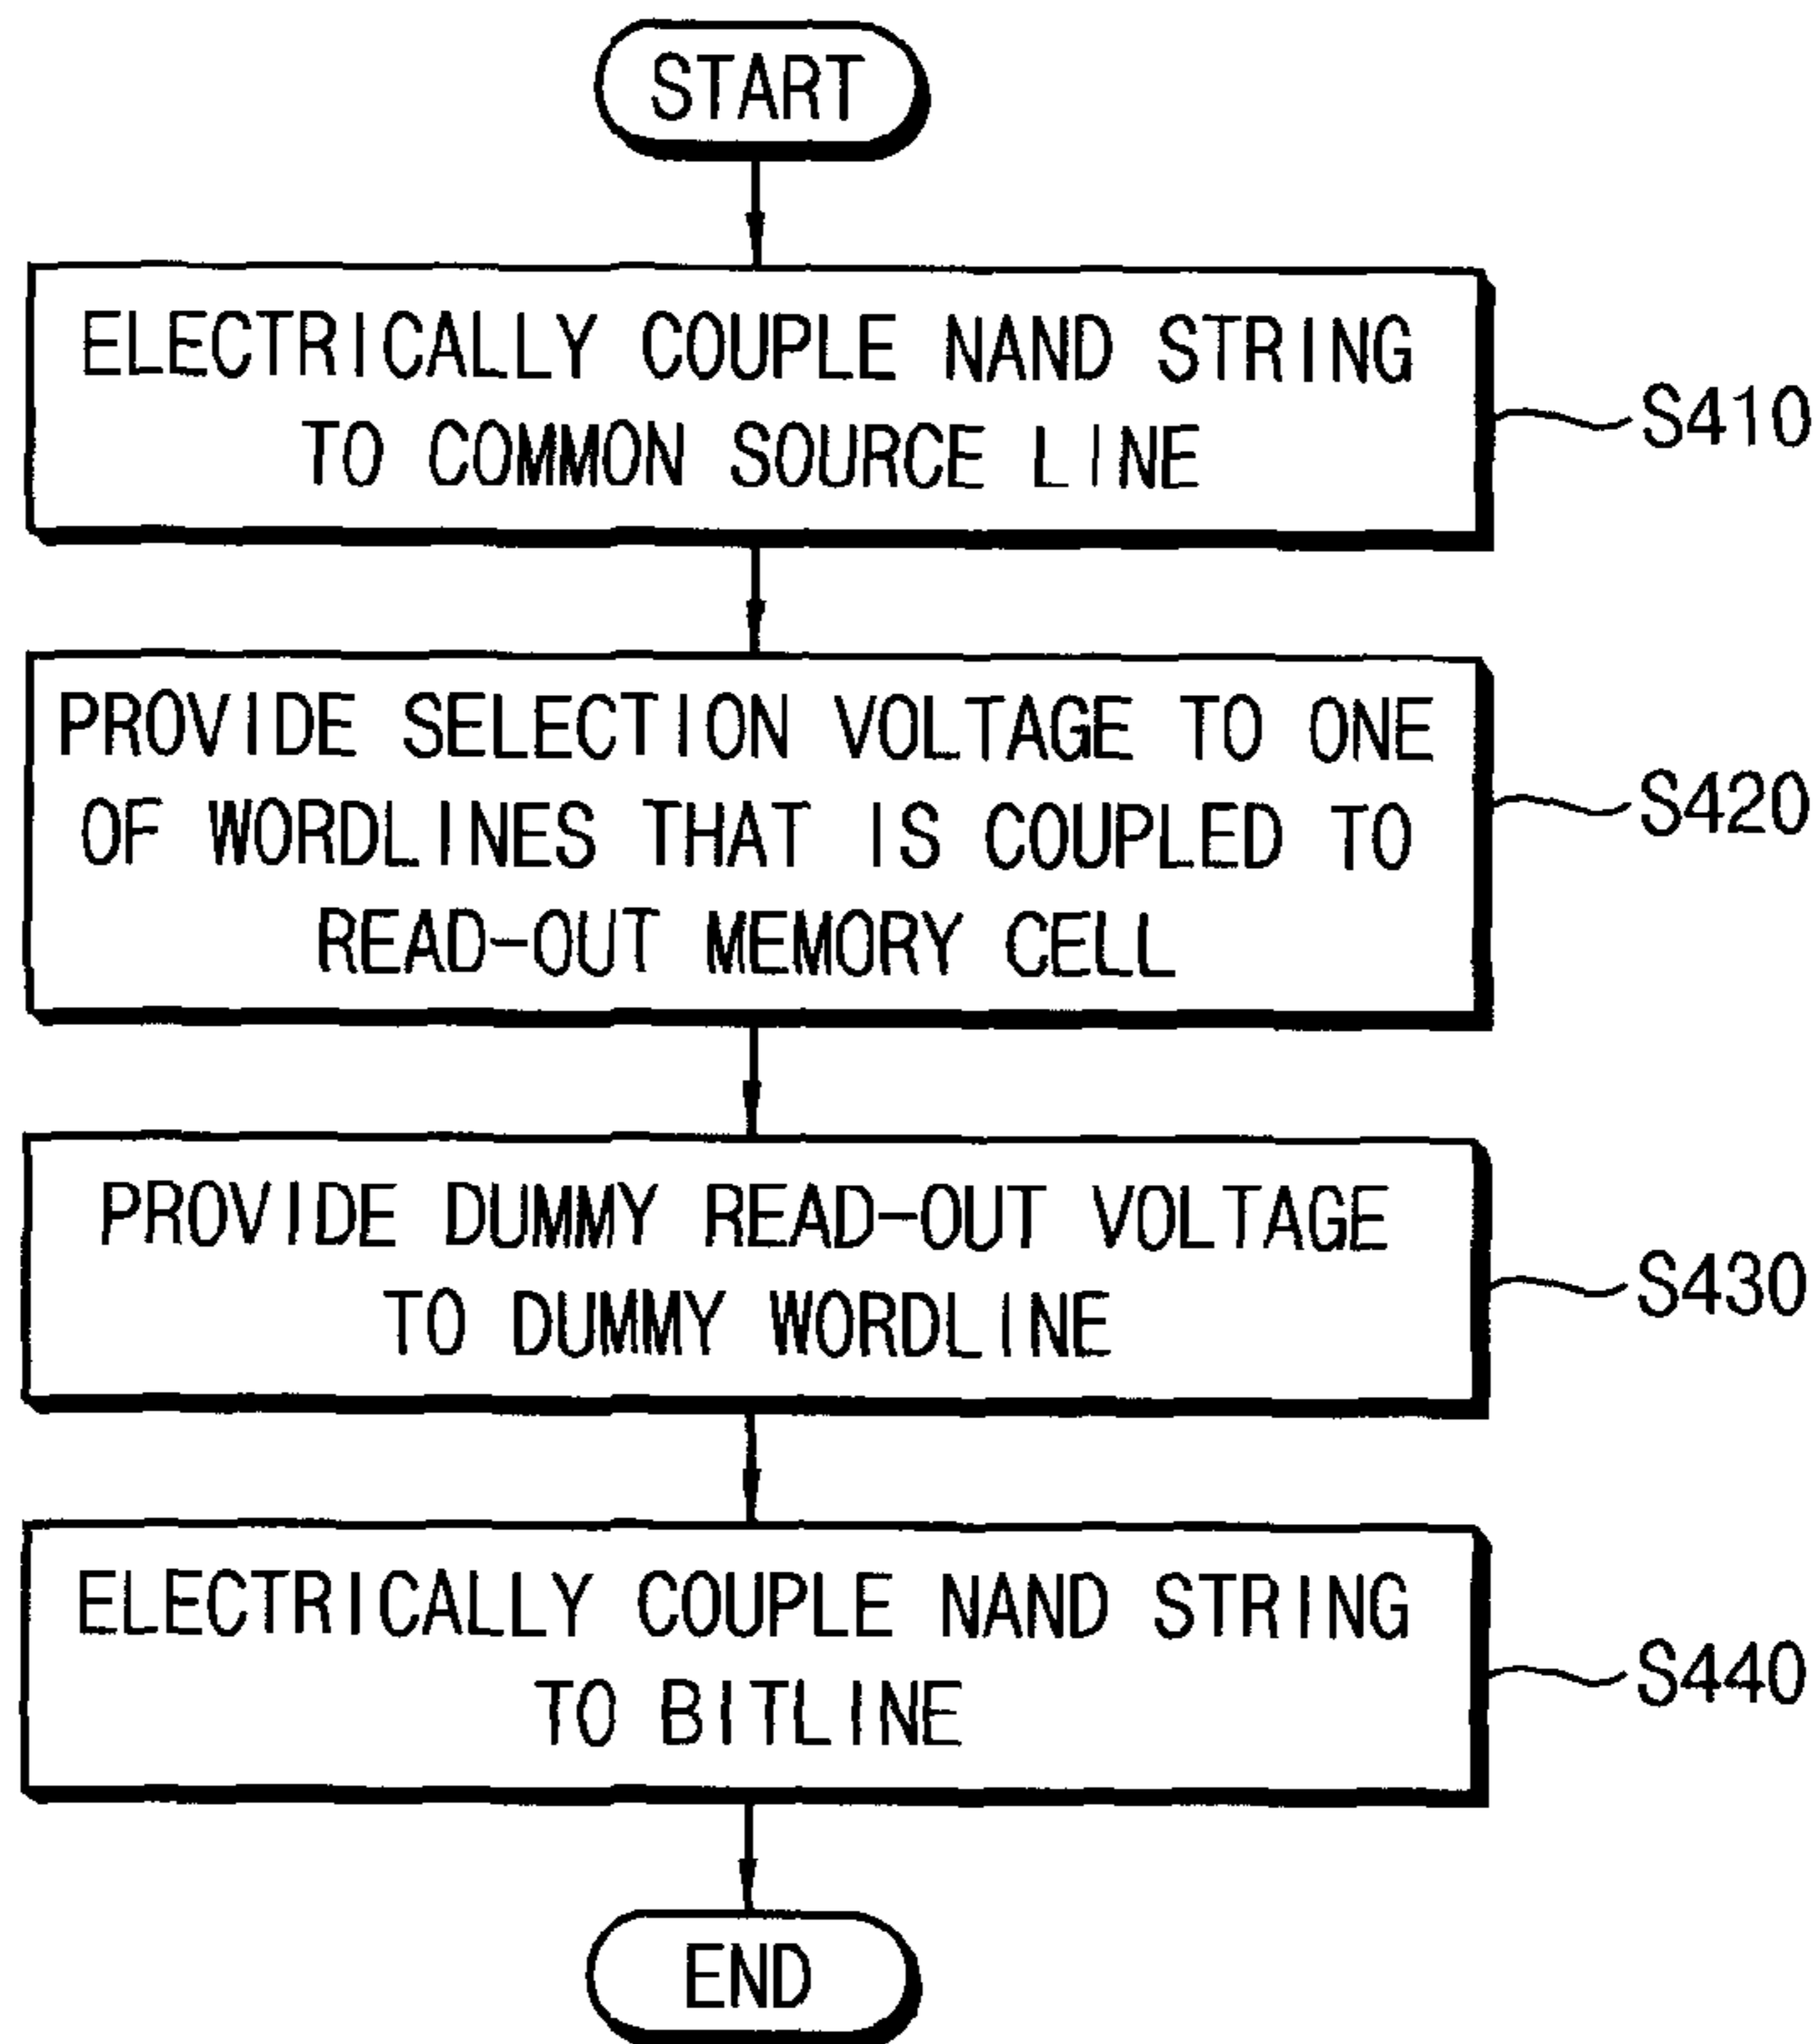 START
ELECTRICALLY COUPLE NAND STRING
TO COMMON SOURCE LINE
S410
PROVIDE SELECTION VOLTAGE TO ONE
OF WORDLINES THAT IS COUPLED TO
READ-OUT MEMORY CELL
S420
PROVIDE DUMMY READ-OUT VOLTAGE
TO DUMMY WORDLINE
S430
ELECTRICALLY COUPLE NAND STRING
TO BITLINE
S440
END